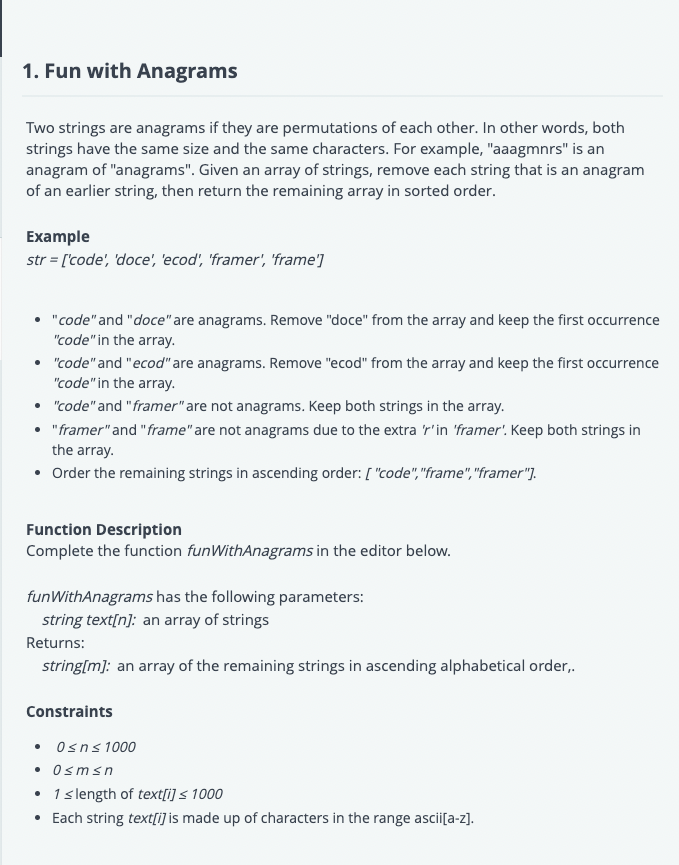 1. Fun with Anagrams
Two strings are anagrams if they are permutations of each other. In other words, both
strings have the same size and the same characters. For example, "aaagmnrs" is an
anagram of "anagrams". Given an array of strings, remove each string that is an anagram
of an earlier string, then return the remaining array in sorted order.
Example
str = ['code', 'doce', 'ecod', 'framer', 'frame']
• "code" and "doce" are anagrams. Remove "doce" from the array and keep the first occurrence
"code" in the array.
• "code" and "ecod" are anagrams. Remove "ecod" from the array and keep the first occurrence
"code" in the array.
• "code" and "framer" are not anagrams. Keep both strings in the array.
• "framer" and "frame" are not anagrams due to the extra 'r' in 'framer'. Keep both strings in
the array.
• Order the remaining strings in ascending order: [ "code","frame","framer"].
Function Description
Complete the function funWithAnagrams in the editor below.
funWithAnagrams has the following parameters:
string text[n]: an array of strings
Returns:
string[m]: an array of the remaining strings in ascending alphabetical order,.
Constraints
• 0 ≤ n ≤ 1000
• 0 ≤ m ≤ n
• 1 ≤ length of text[i] ≤ 1000
• Each string text[i] is made up of characters in the range ascii[a-z].